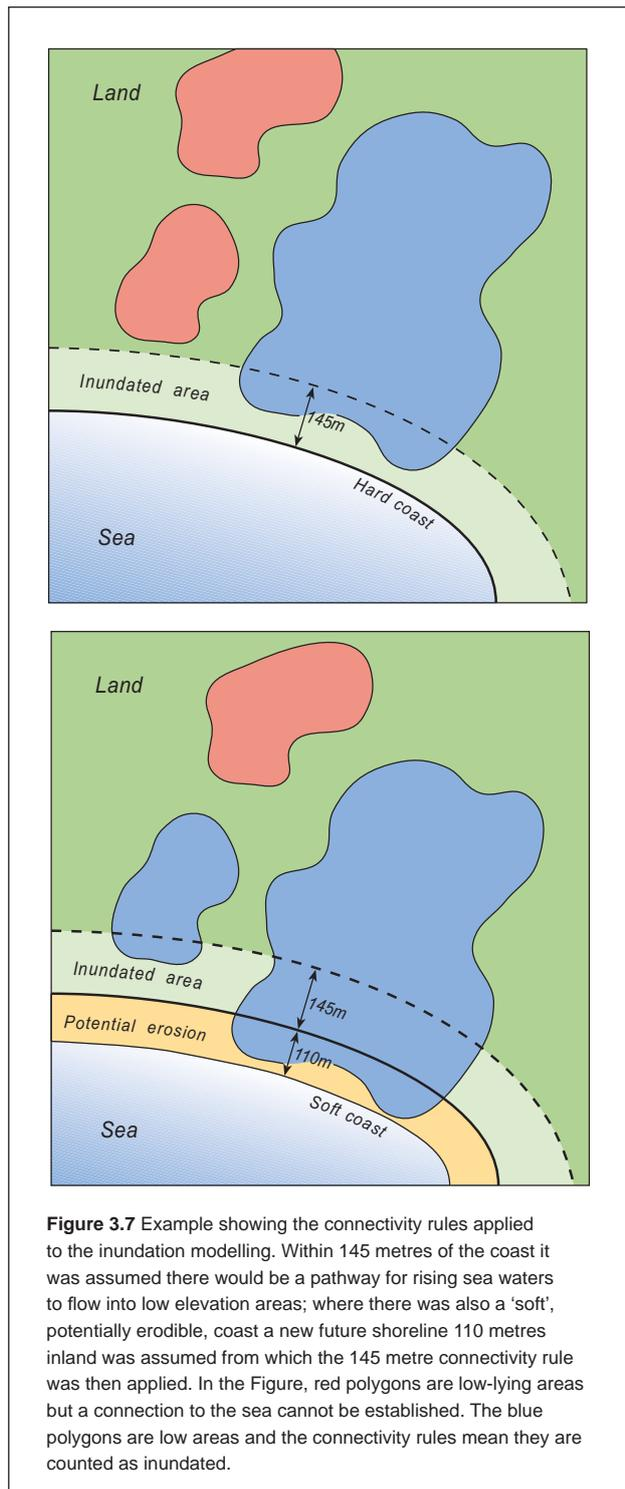 Land
Inundated area
145m
Hard coast
Sea
Land
Inundated area
145m
Potential erosion
110m
Soft coast
Sea
Figure 3.7 Example showing the connectivity rules applied
to the inundation modelling. Within 145 metres of the coast it
was assumed there would be a pathway for rising sea waters
to flow into low elevation areas; where there was also a ‘soft’,
potentially erodible, coast a new future shoreline 110 metres
inland was assumed from which the 145 metre connectivity rule
was then applied. In the Figure, red polygons are low-lying areas
but a connection to the sea cannot be established. The blue
polygons are low areas and the connectivity rules mean they are
counted as inundated.